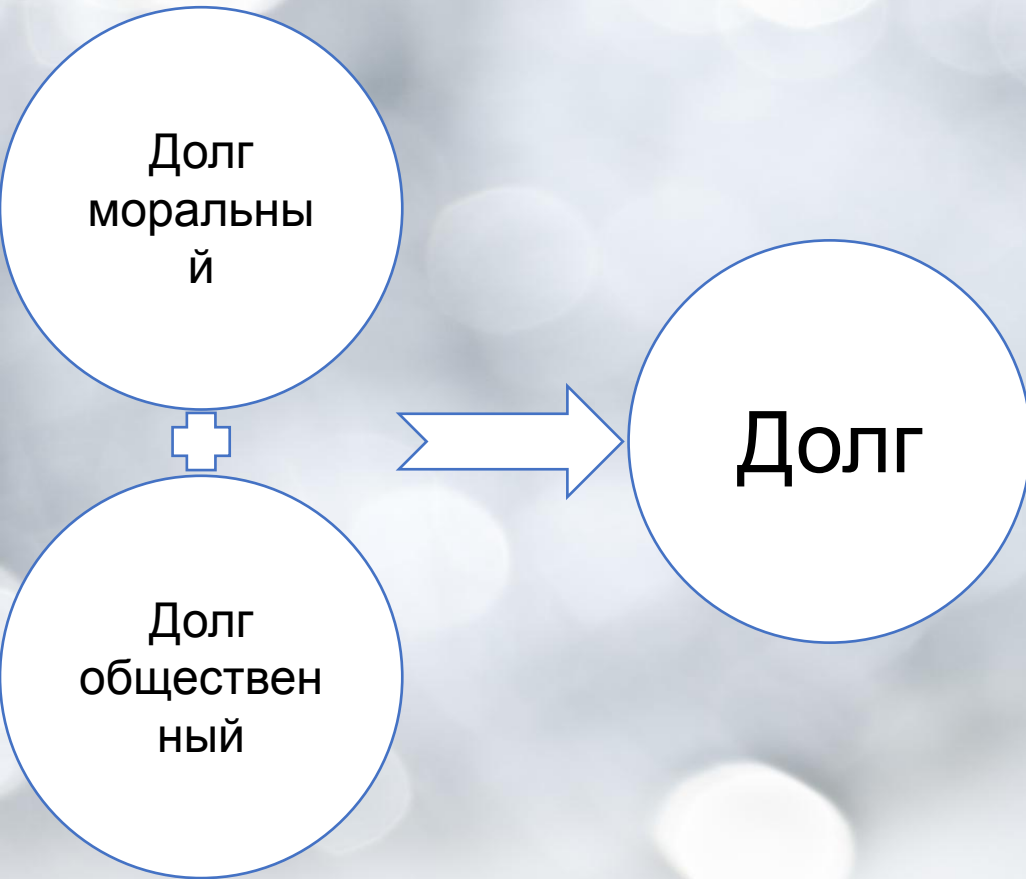 Долг
моральны
й
Долг
Долг
обществен
ный